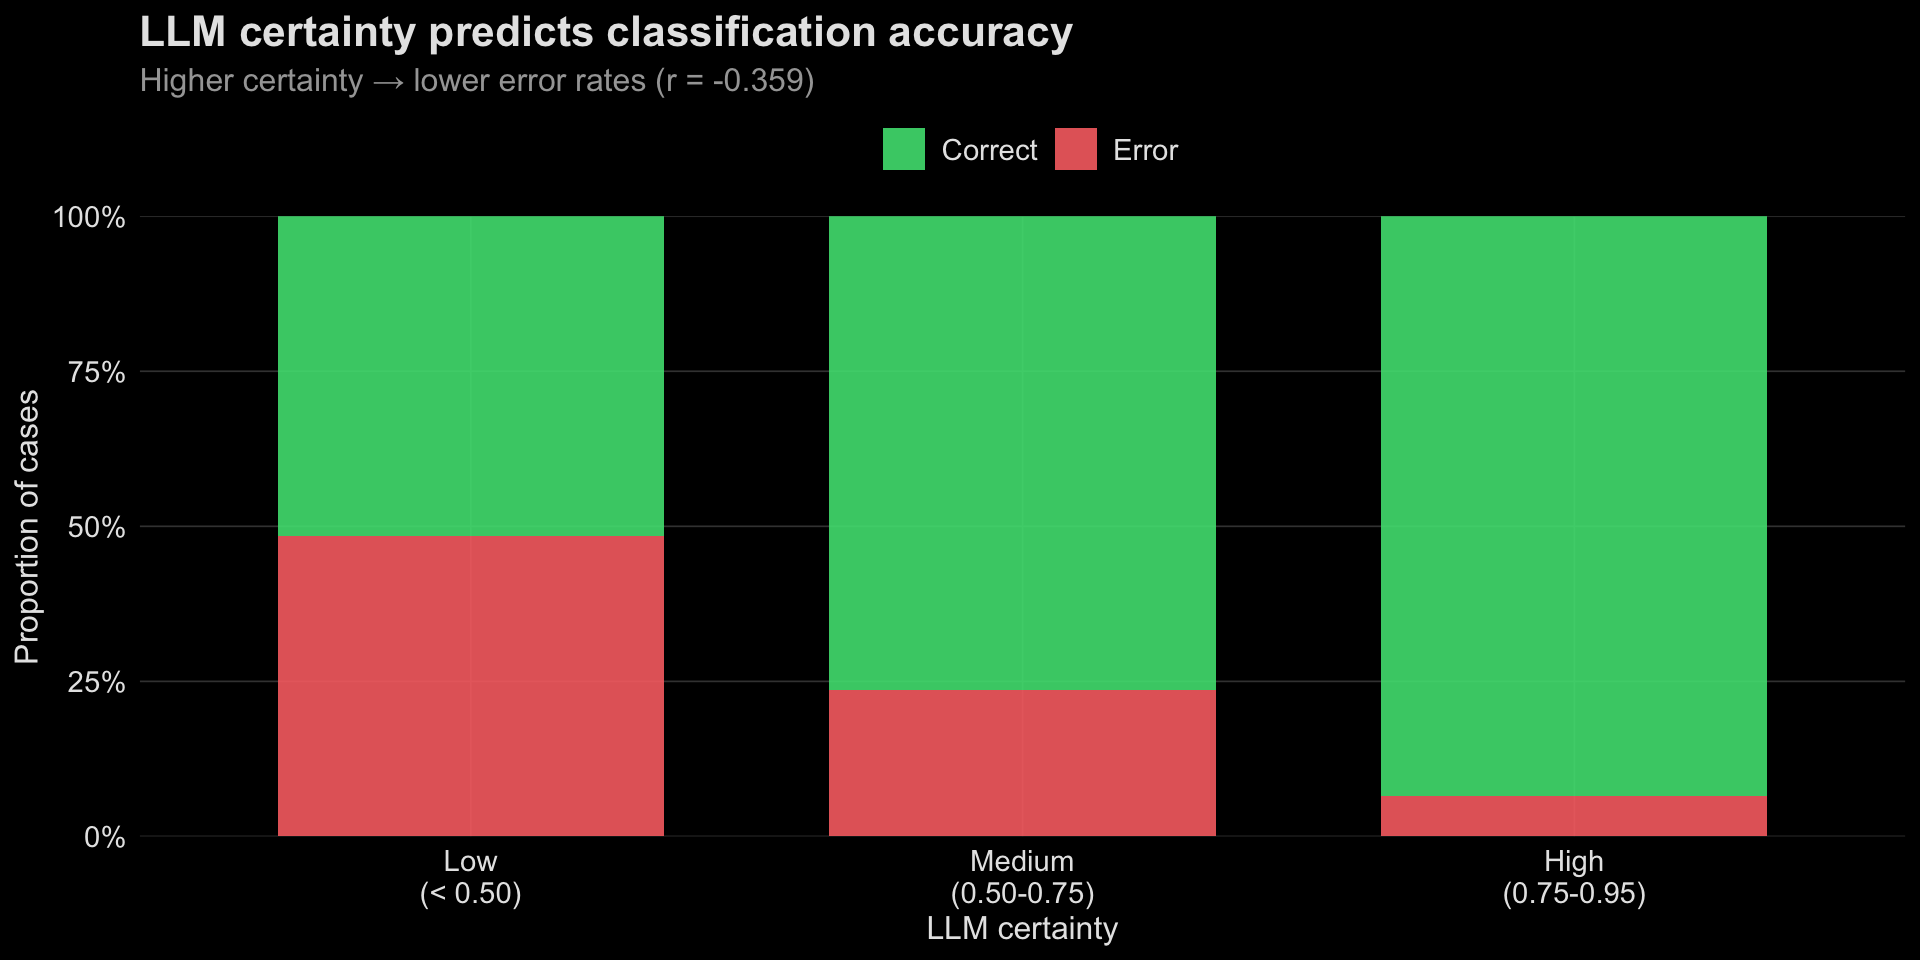 LLM certainty predicts classification accuracy
Higher certainty → lower error rates (r = -0.359)
Correct Error
100%
75%
50%
25%
0%
Proportion of cases
Low Medium High
(< 0.50) (0.50-0.75) (0.75-0.95)
LLM certainty